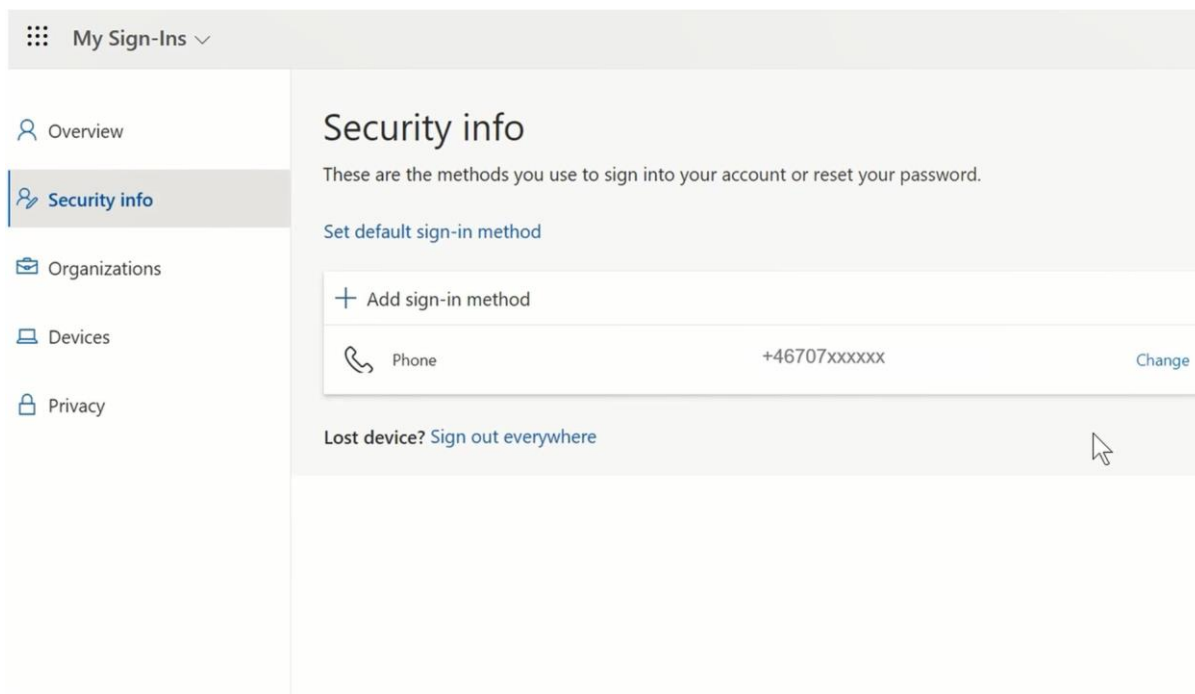 My Sign-Ins
Overview
Security info
Organizations
Devices
Privacy
Security info
These are the methods you use to sign into your account or reset your password.
Set default sign-in method
Add sign-in method
Phone +46707xxxxxx Change
Lost device? Sign out everywhere